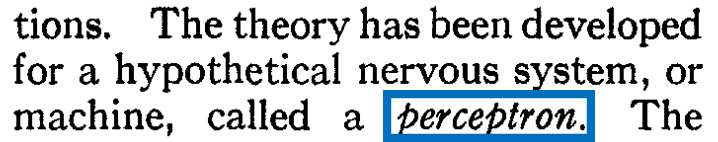 tions. The theory has been developed
for a hypothetical nervous system, or
machine, called a perceptron. The